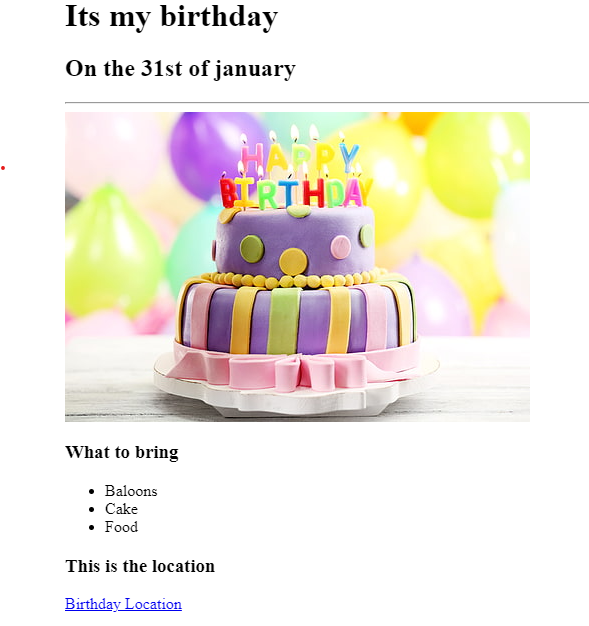 Its my birthday
On the 31st of january
HAPPY
BIRTHDAY
What to bring
Baloons
Cake
Food
This is the location
Birthday Location